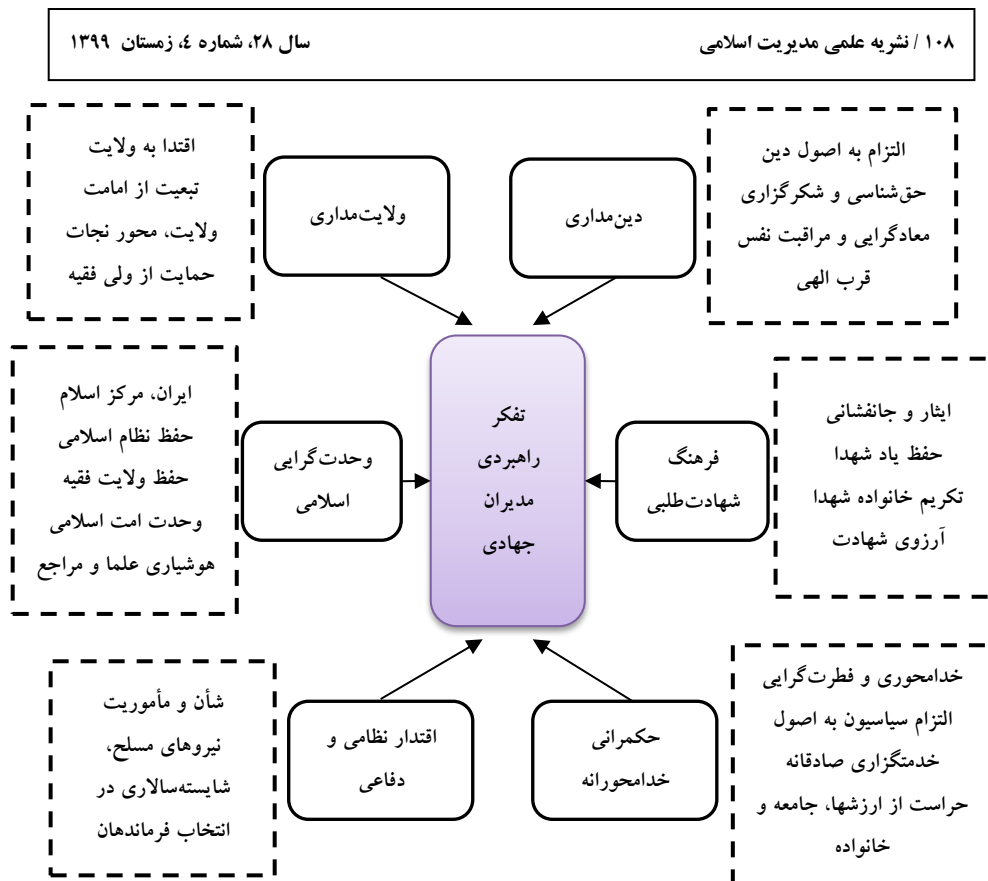 ۱۰۸ / نشریه علمی مدیریت اسلامی
سال ۲۸، شماره ٤، زمستان ۱۳۹۹
التزام به اصول دین
حق‌شناسی و شکرگزاری
معادگرایی و مراقبت نفس
قرب الهی
دین‌مداری
ولایت‌مداری
اقتدا به ولایت
تبعیت از امامت
ولایت، محور نجات
حمایت از ولی فقیه
ایثار و جانفشانی
حفظ یاد شهدا
تکریم خانواده شهدا
آرزوی شهادت
فرهنگ
شهادت‌طلبی
تفکر
راهبردی
مدیران
جهادی
وحدت‌گرایی
اسلامی
ایران، مرکز اسلام
حفظ نظام اسلامی
حفظ ولایت فقیه
وحدت امت اسلامی
هوشیاری علما و مراجع
خدامحوری و فطرت‌گرایی
التزام سیاسیون به اصول
خدمتگزاری صادقانه
حراست از ارزشها، جامعه و
خانواده
حکمرانی
خدامحورانه
اقتدار نظامی و
دفاعی
شأن و مأموریت
نیروهای مسلح،
شایسته‌سالاری در
انتخاب فرماندهان